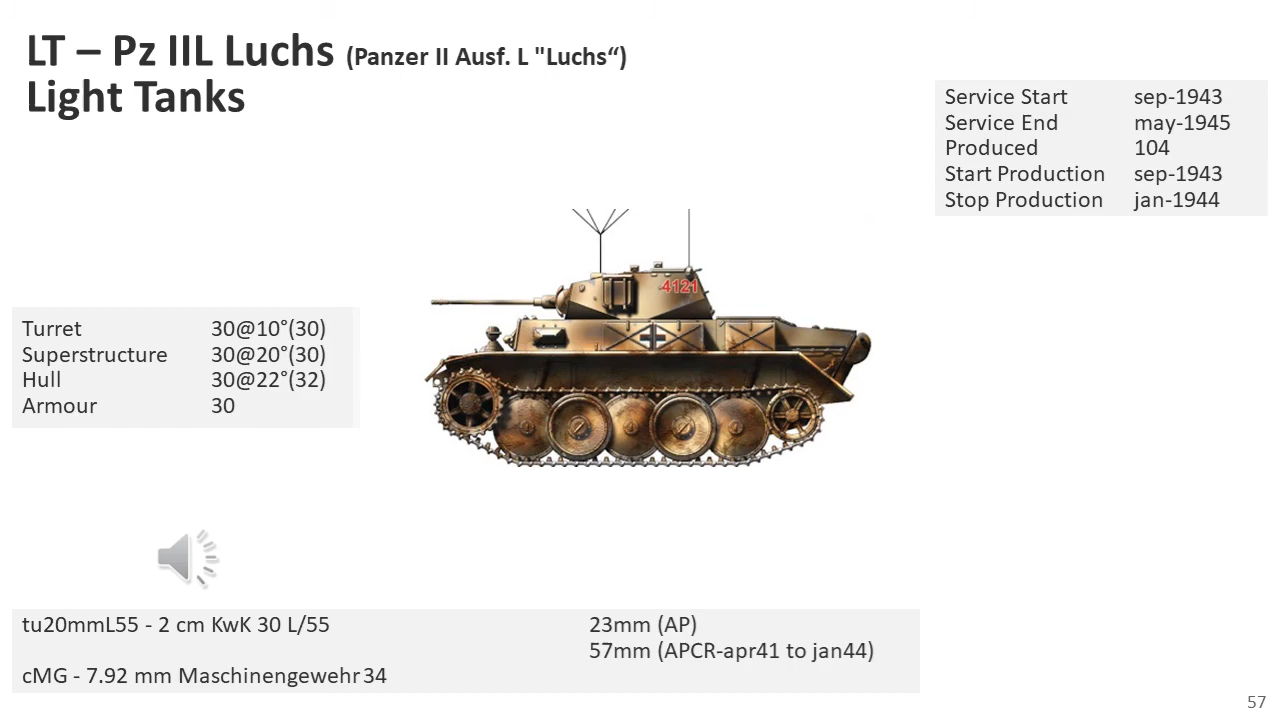 LT – Pz IIL Luchs (Panzer II Ausf. L "Luchs“)
Light Tanks
Service Start sep-1943
Service End may-1945
Produced 104
Start Production sep-1943
Stop Production jan-1944
4121
Turret 30@10°(30)
Superstructure 30@20°(30)
Hull 30@22°(32)
Armour 30
tu20mmL55 - 2 cm KwK 30 L/55 23mm (AP)
57mm (APCR-apr41 to jan44)
cMG - 7.92 mm Maschinengewehr 34
57